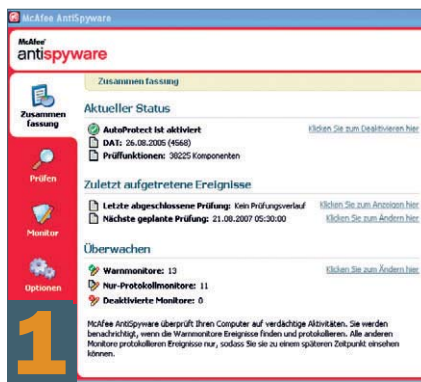 McAfee AntiSpyware
McAfee
antispyware
Zusammen fassung
Zusammen
fassung
Aktueller Status
AutoProtect ist aktiviert Klicken Sie zum Deaktivieren hier
DAT: 26.08.2005 (4568)
Prüffunktionen: 38225 Komponenten
Prüfen
Zuletzt aufgetretene Ereignisse
Letzte abgeschlossene Prüfung: Kein Prüfungsverlauf Klicken Sie zum Anzeigen hier
Nächste geplante Prüfung: 21.08.2007 05:30:00 Klicken Sie zum Ändern hier
Monitor
Überwachen
Warnmonitore: 13 Klicken Sie zum Ändern hier
Nur-Protokollmonitore: 11
Deaktivierte Monitore: 0
Optionen
McAfee AntiSpyware überprüft Ihren Computer auf verdächtige Aktivitäten. Sie werden
benachrichtigt, wenn die Warnmonitore Ereignisse finden und protokollieren. Alle anderen
Monitore protokollieren Ereignisse nur, sodass Sie sie zu einem späteren Zeitpunkt einsehen
können.
1